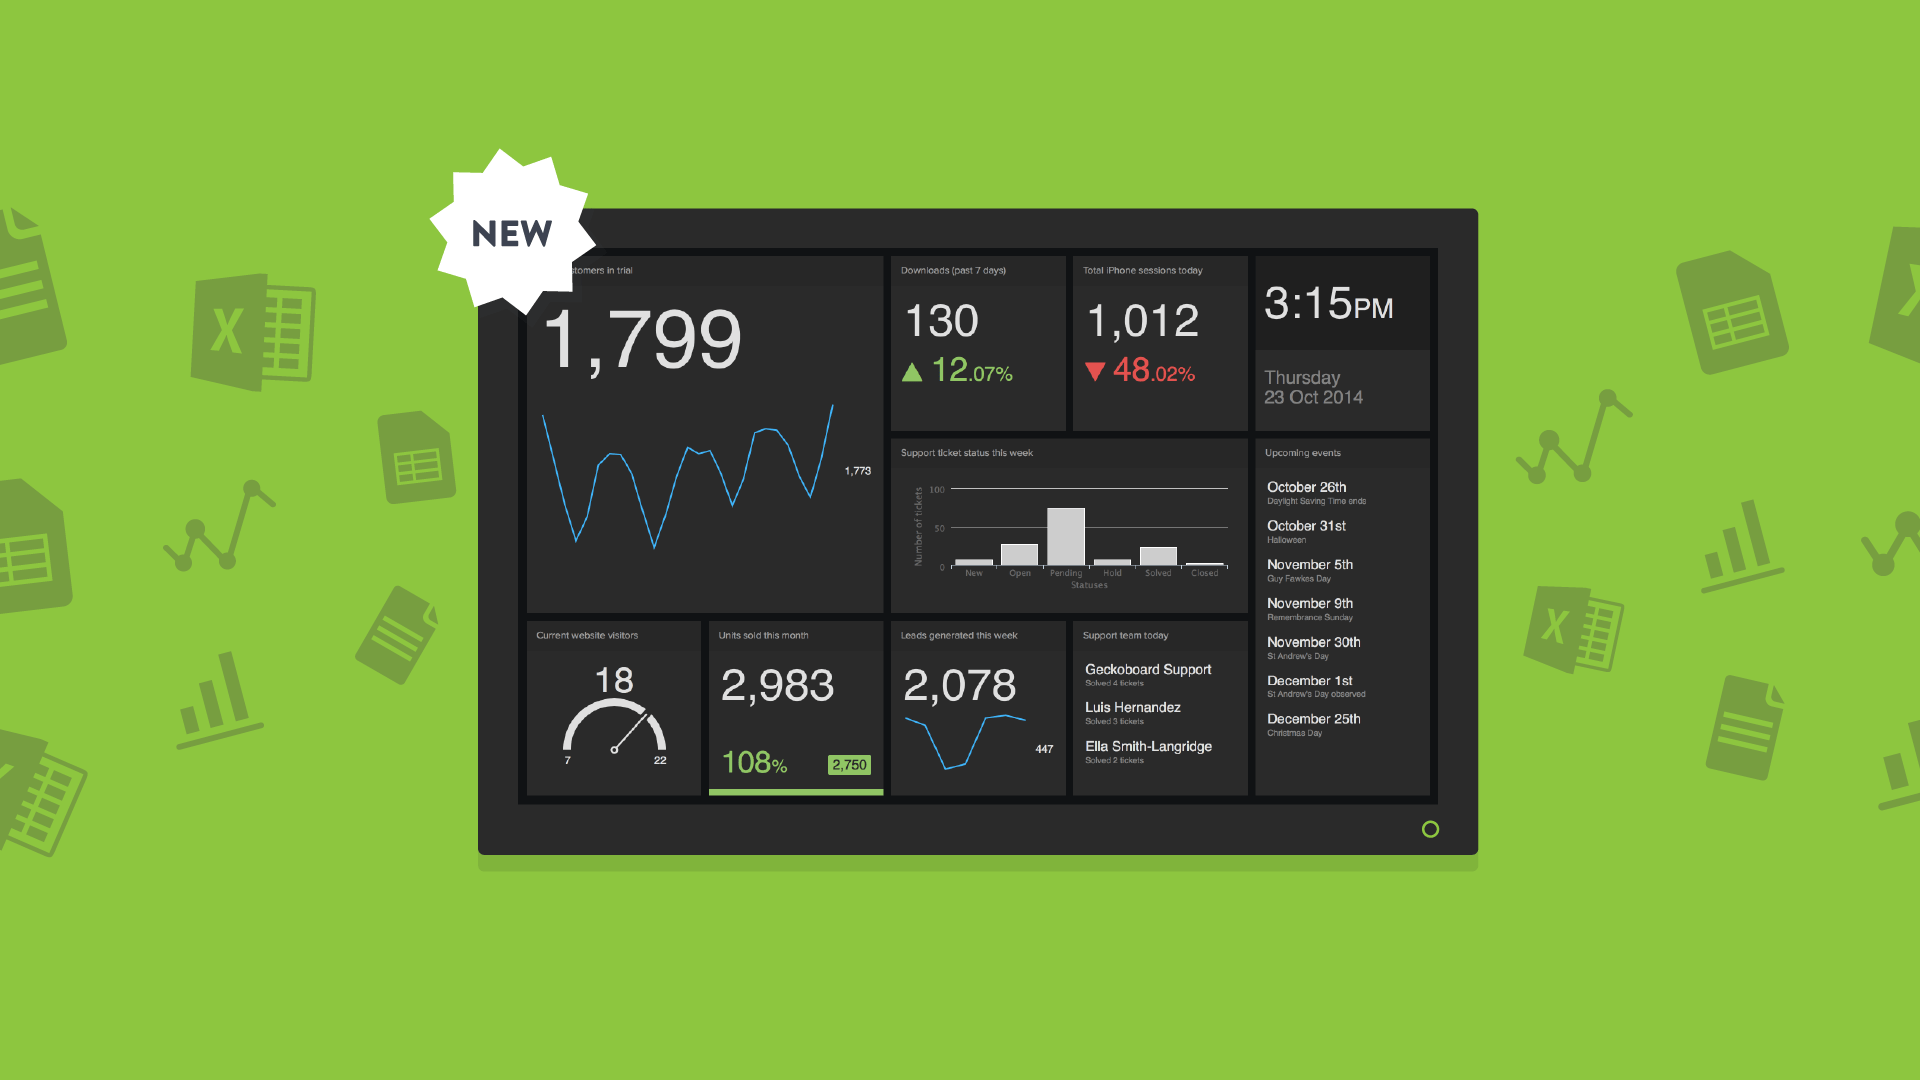 NEW
stomers in trial
1,799
1,773
Downloads (past 7 days)
130
▲ 12.07%
Total iPhone sessions today
1,012
▼ 48.02%
3:15PM
Thursday
23 Oct 2014
Support ticket status this week
Number of tickets
100
50
0
New Open Pending Hold Solved Closed
Statuses
Upcoming events
October 26th
Daylight Saving Time ends
October 31st
Halloween
November 5th
Guy Fawkes Day
November 9th
Remembrance Sunday
November 30th
St Andrew's Day
December 1st
St Andrew's Day observed
December 25th
Christmas Day
Current website visitors
18
7 22
Units sold this month
2,983
108% 2,750
Leads generated this week
2,078
447
Support team today
Geckoboard Support
Solved 4 tickets
Luis Hernandez
Solved 3 tickets
Ella Smith-Langridge
Solved 2 tickets
X
X